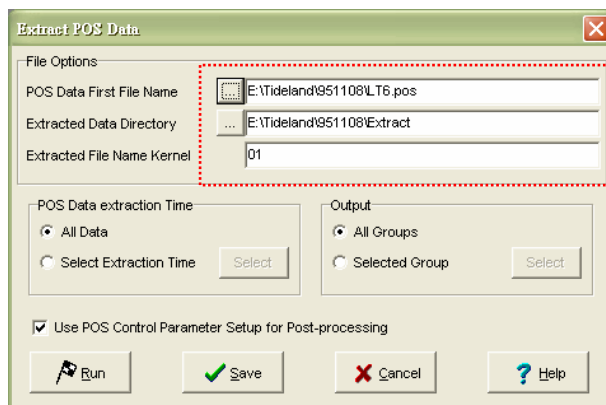 Extract POS Data
File Options
POS Data First File Name ... E:\Tideland\951108\LT6.pos
Extracted Data Directory ... E:\Tideland\951108\Extract
Extracted File Name Kernel 01
POS Data extraction Time
All Data
Select Extraction Time Select
Output
All Groups
Selected Group Select
Use POS Control Parameter Setup for Post-processing
Run Save Cancel Help